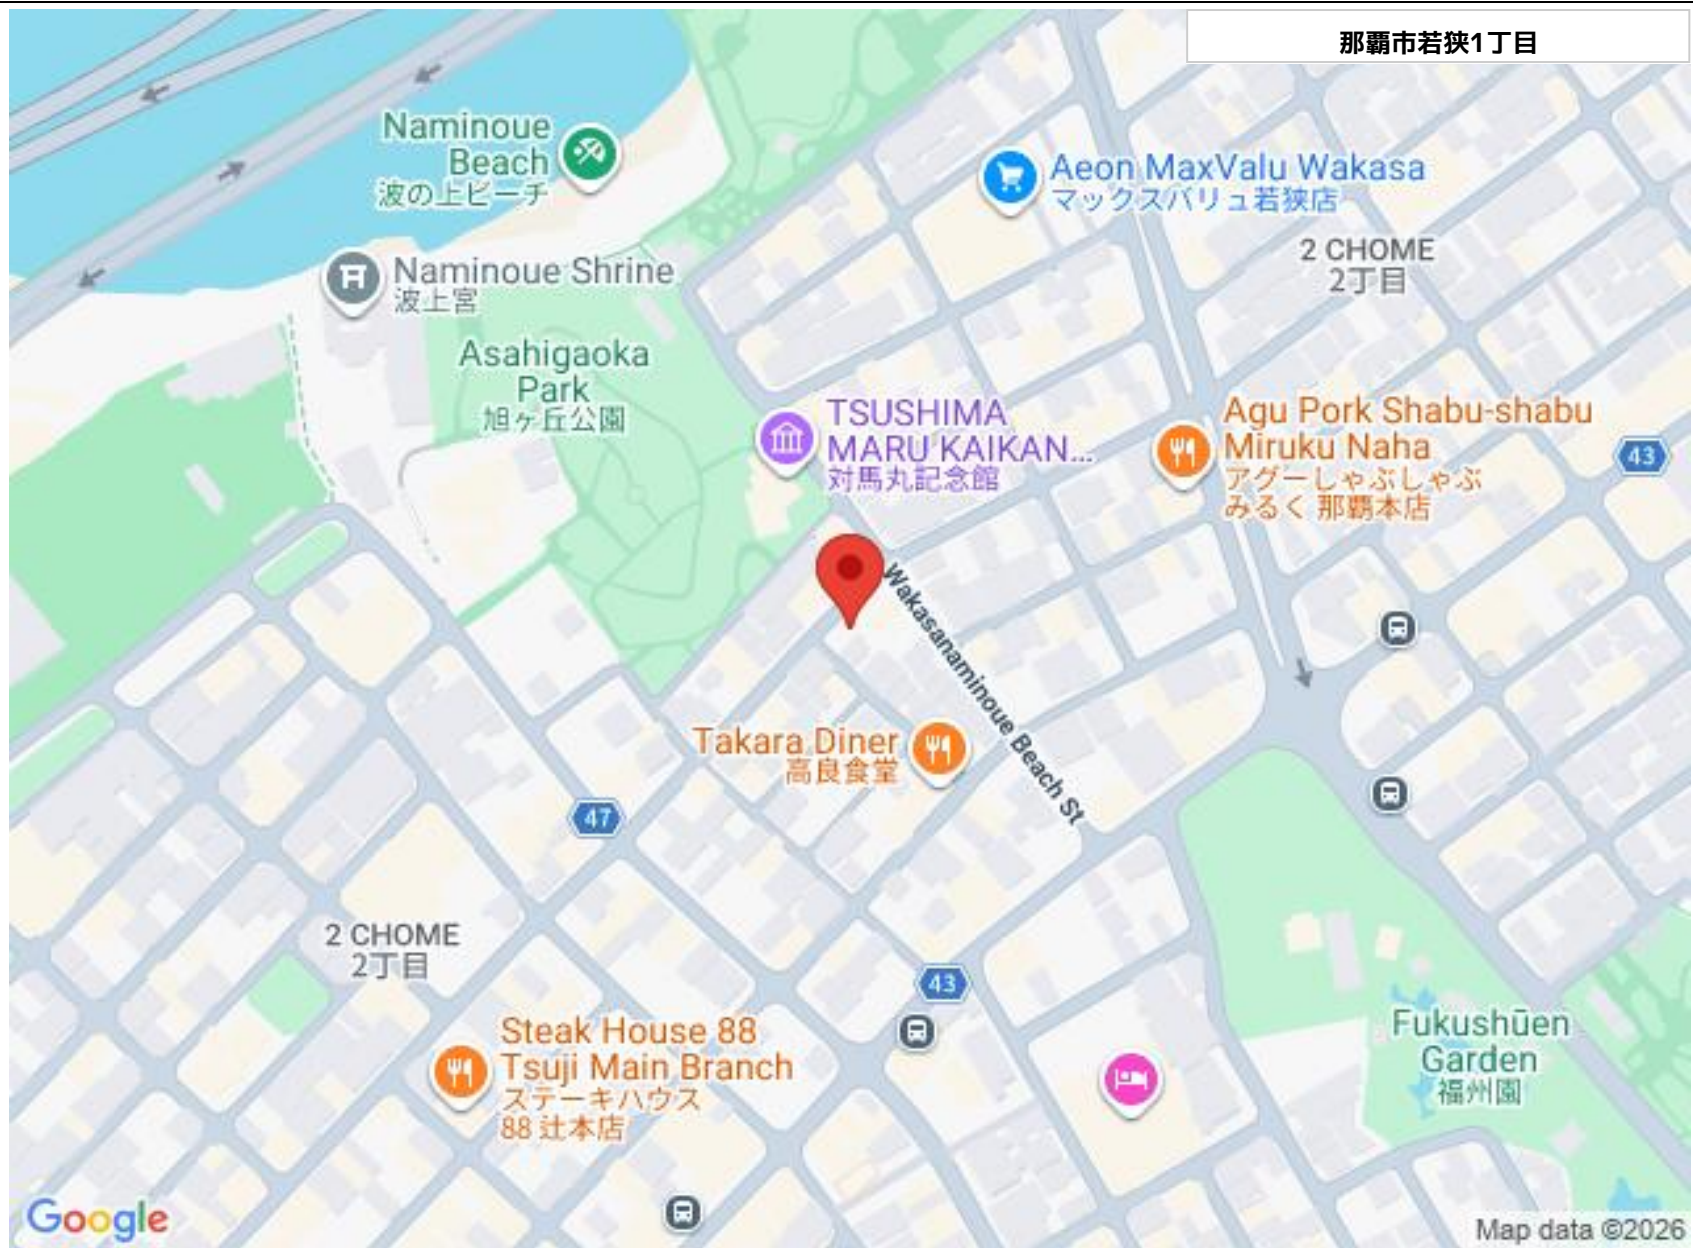 那覇市若狭1丁目
Naminoue
Beach
波の上ビーチ
Aeon MaxValu Wakasa
マックスバリュ若狭店
2 CHOME
2丁目
Naminoue Shrine
波上宮
Asahigaoka
Park
旭ヶ丘公園
TSUSHIMA
MARU KAIKAN...
対馬丸記念館
Agu Pork Shabu-shabu
Miruku Naha
アグーしゃぶしゃぶ
みるく 那覇本店
43
Wakasanaminoue Beach St
Takara Diner
高良食堂
47
2 CHOME
2丁目
43
Steak House 88
Tsuji Main Branch
ステーキハウス
88 辻本店
Fukushūen
Garden
福州園
Google
Map data ©2026